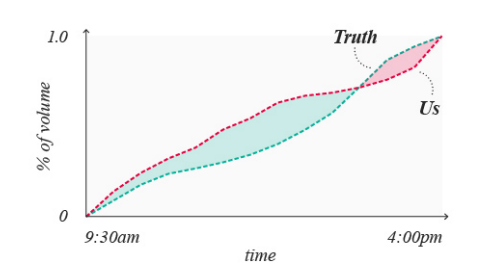 1.0
Truth
Us
% of volume
0
9:30am
4:00pm
time